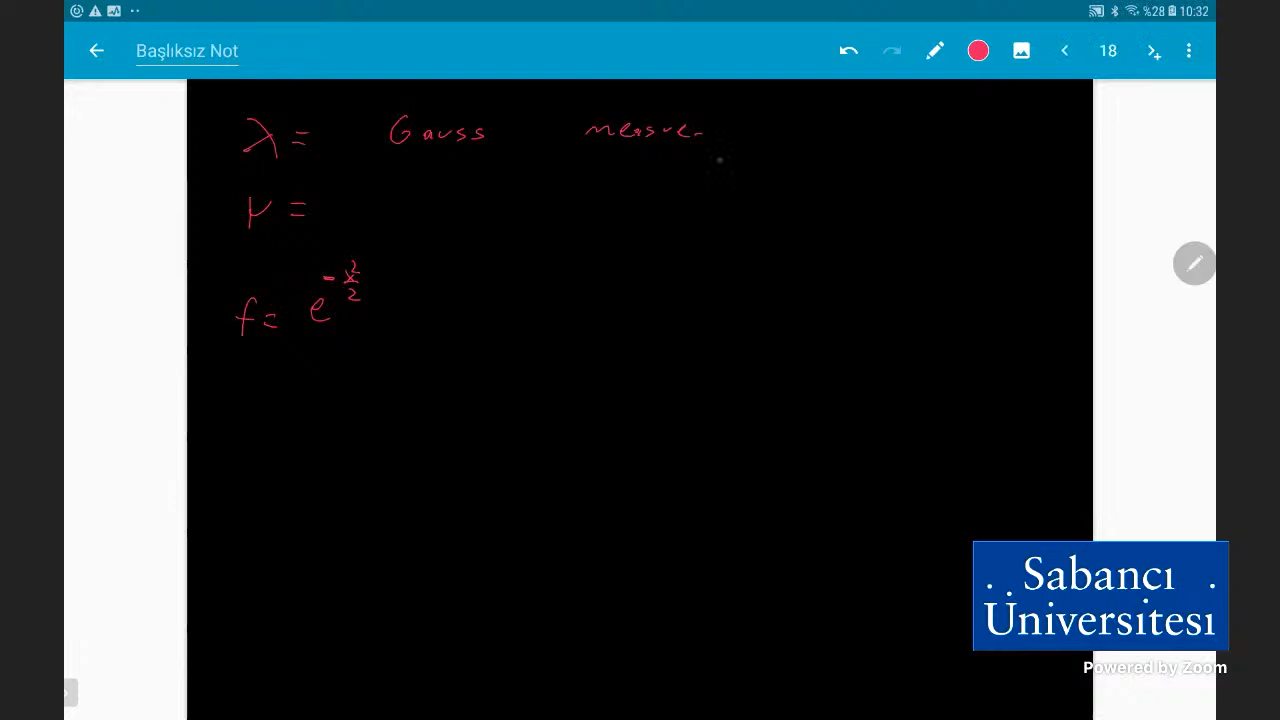 %28 10:32
Başlıksız Not
18
λ = Gauss measure
μ =
f = e^{-x²/2}
Sabancı
Üniversitesi
Powered by Zoom